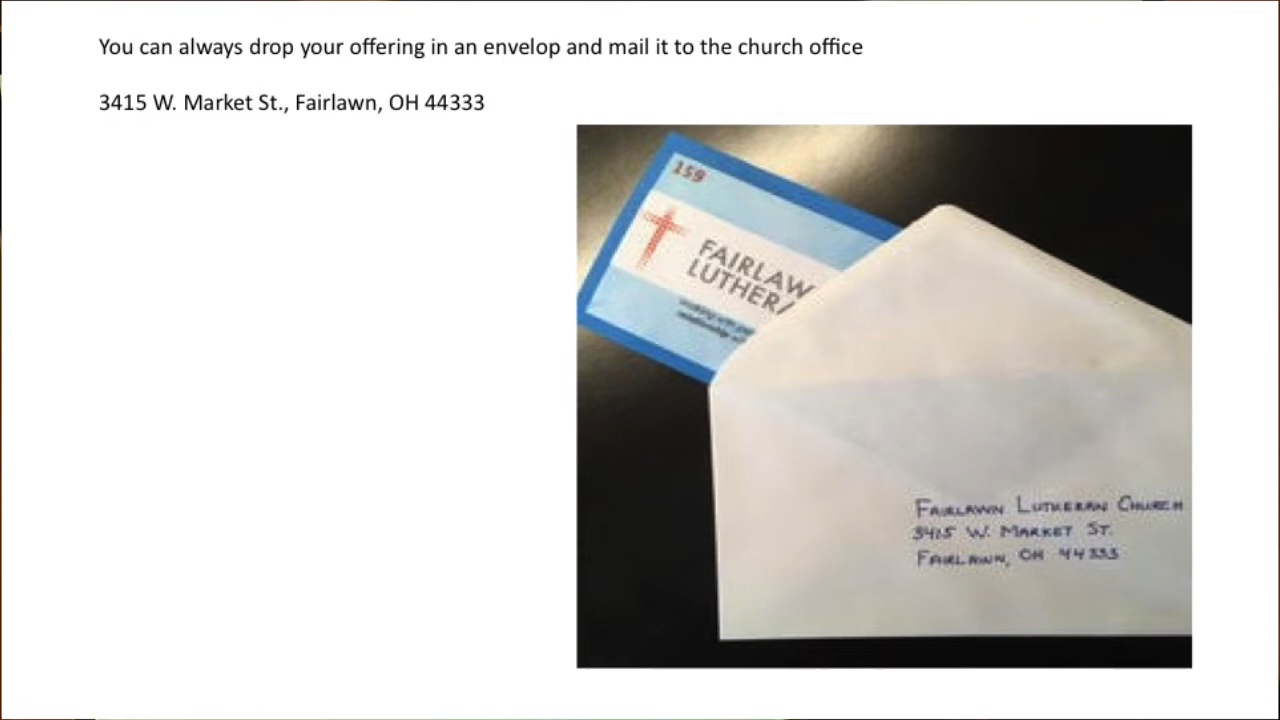 You can always drop your offering in an envelop and mail it to the church office
3415 W. Market St., Fairlawn, OH 44333
159
FAIRLAW
LUTHERA
FAIRLAWN LUTHERAN CHURCH
3415 W. MARKET ST.
FAIRLAWN, OH 44333